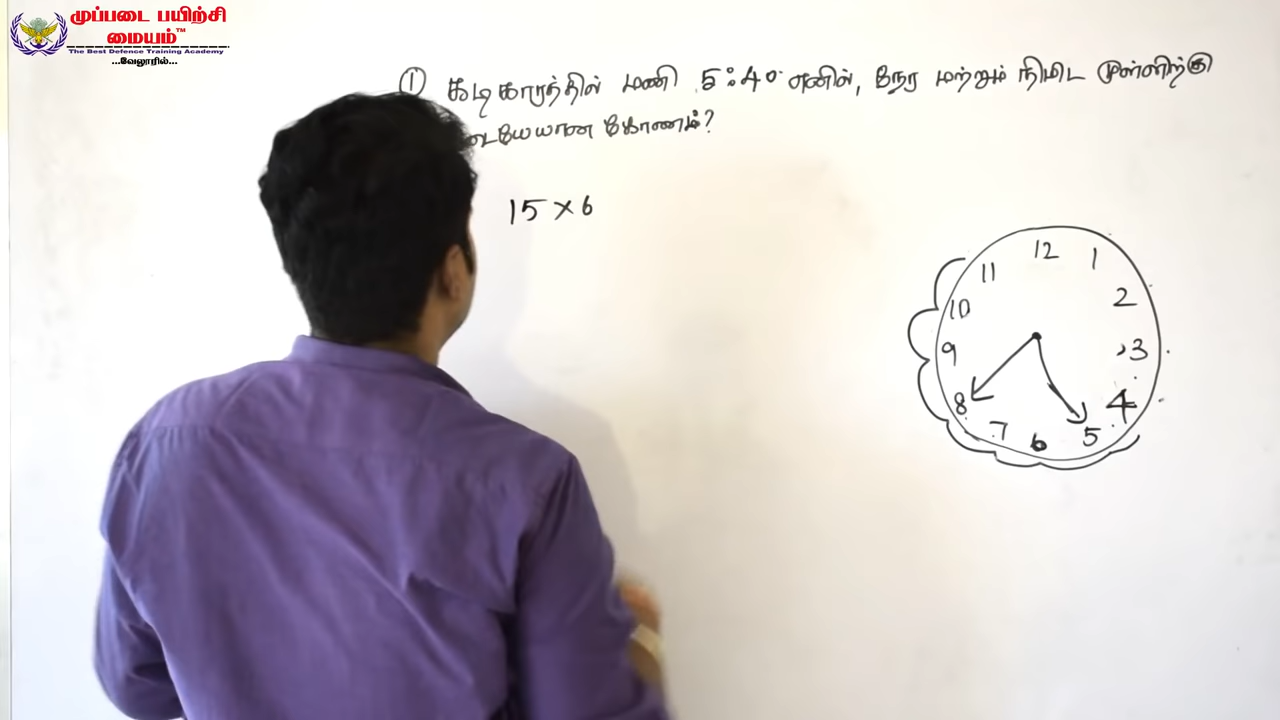 முப்படை பயிற்சி
மையம்™
The Best Defence Training Academy
...வேலூரில்...
① கடிகாரத்தில் மணி 5:40 எனில், நேர மற்றும் நிமிட முள்ளிற்கு
டையேயான கோணம்?
15 × 6
12
11
1
10
2
9
3
8
4
7
6
5